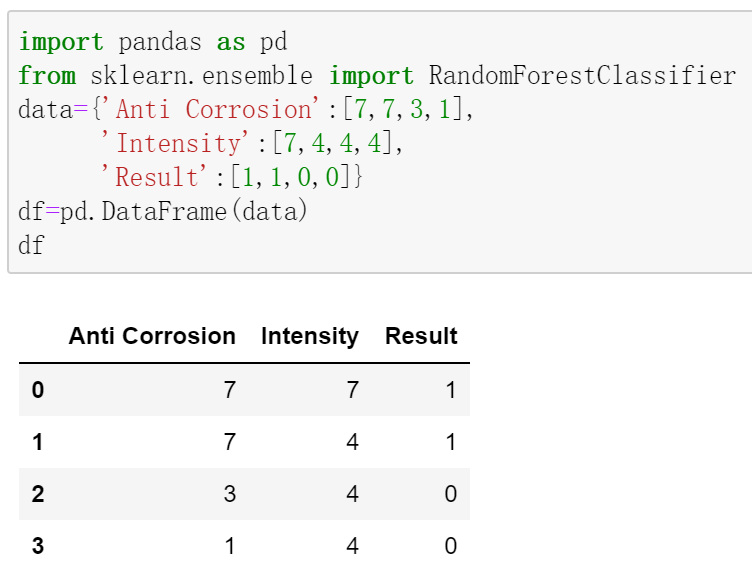 import pandas as pd
from sklearn.ensemble import RandomForestClassifier
data={'Anti Corrosion':[7,7,3,1],
'Intensity':[7,4,4,4],
'Result':[1,1,0,0]}
df=pd.DataFrame(data)
df
Anti Corrosion Intensity Result
0 7 7 1
1 7 4 1
2 3 4 0
3 1 4 0